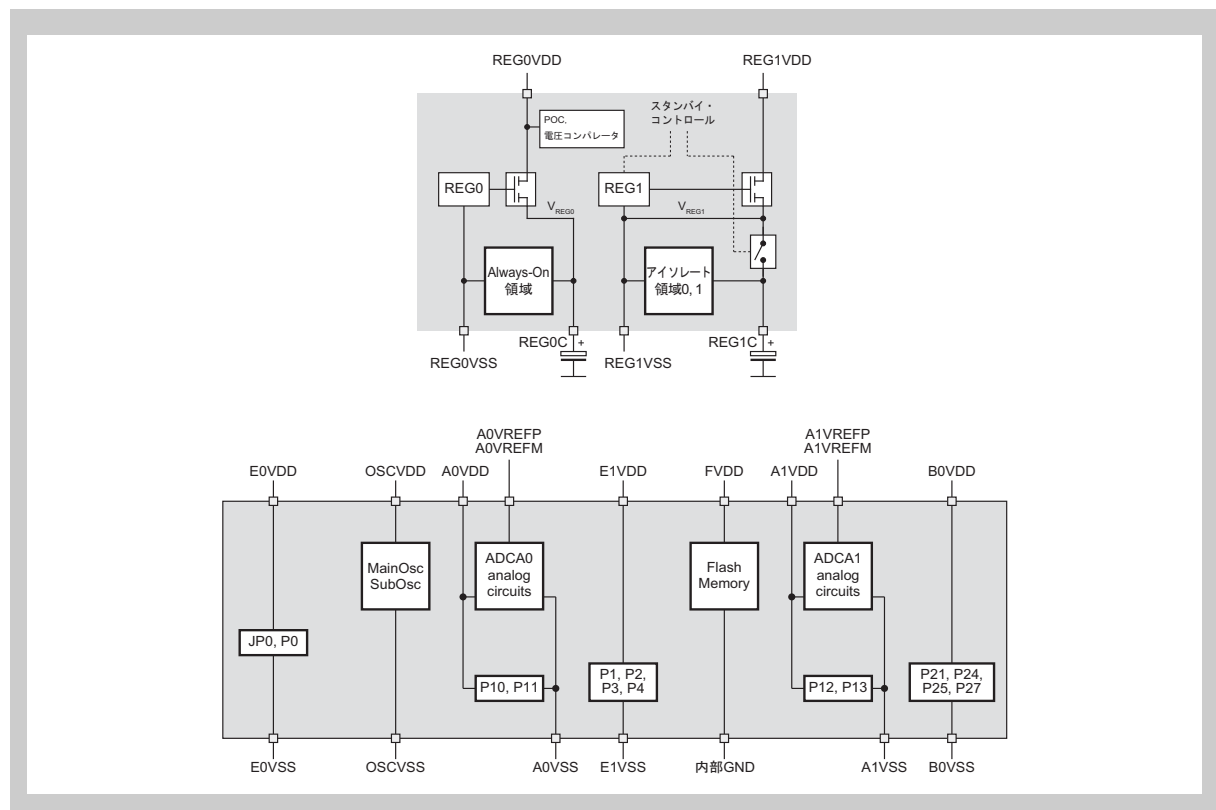 REG0VDD
REG1VDD
スタンバイ・
コントロール
POC,
電圧コンパレータ
REG0
VREG0
REG1
VREG1
Always-On
領域
アイソレート
領域0, 1
REG0VSS
REG0C +
REG1VSS
REG1C +
A0VREFP
A0VREFM
A1VREFP
A1VREFM
E0VDD
OSCVDD
A0VDD
E1VDD
FVDD
A1VDD
B0VDD
MainOsc
SubOsc
ADCA0
analog
circuits
Flash
Memory
ADCA1
analog
circuits
JP0, P0
P10, P11
P1, P2,
P3, P4
P12, P13
P21, P24,
P25, P27
E0VSS
OSCVSS
A0VSS
E1VSS
内部GND
A1VSS
B0VSS